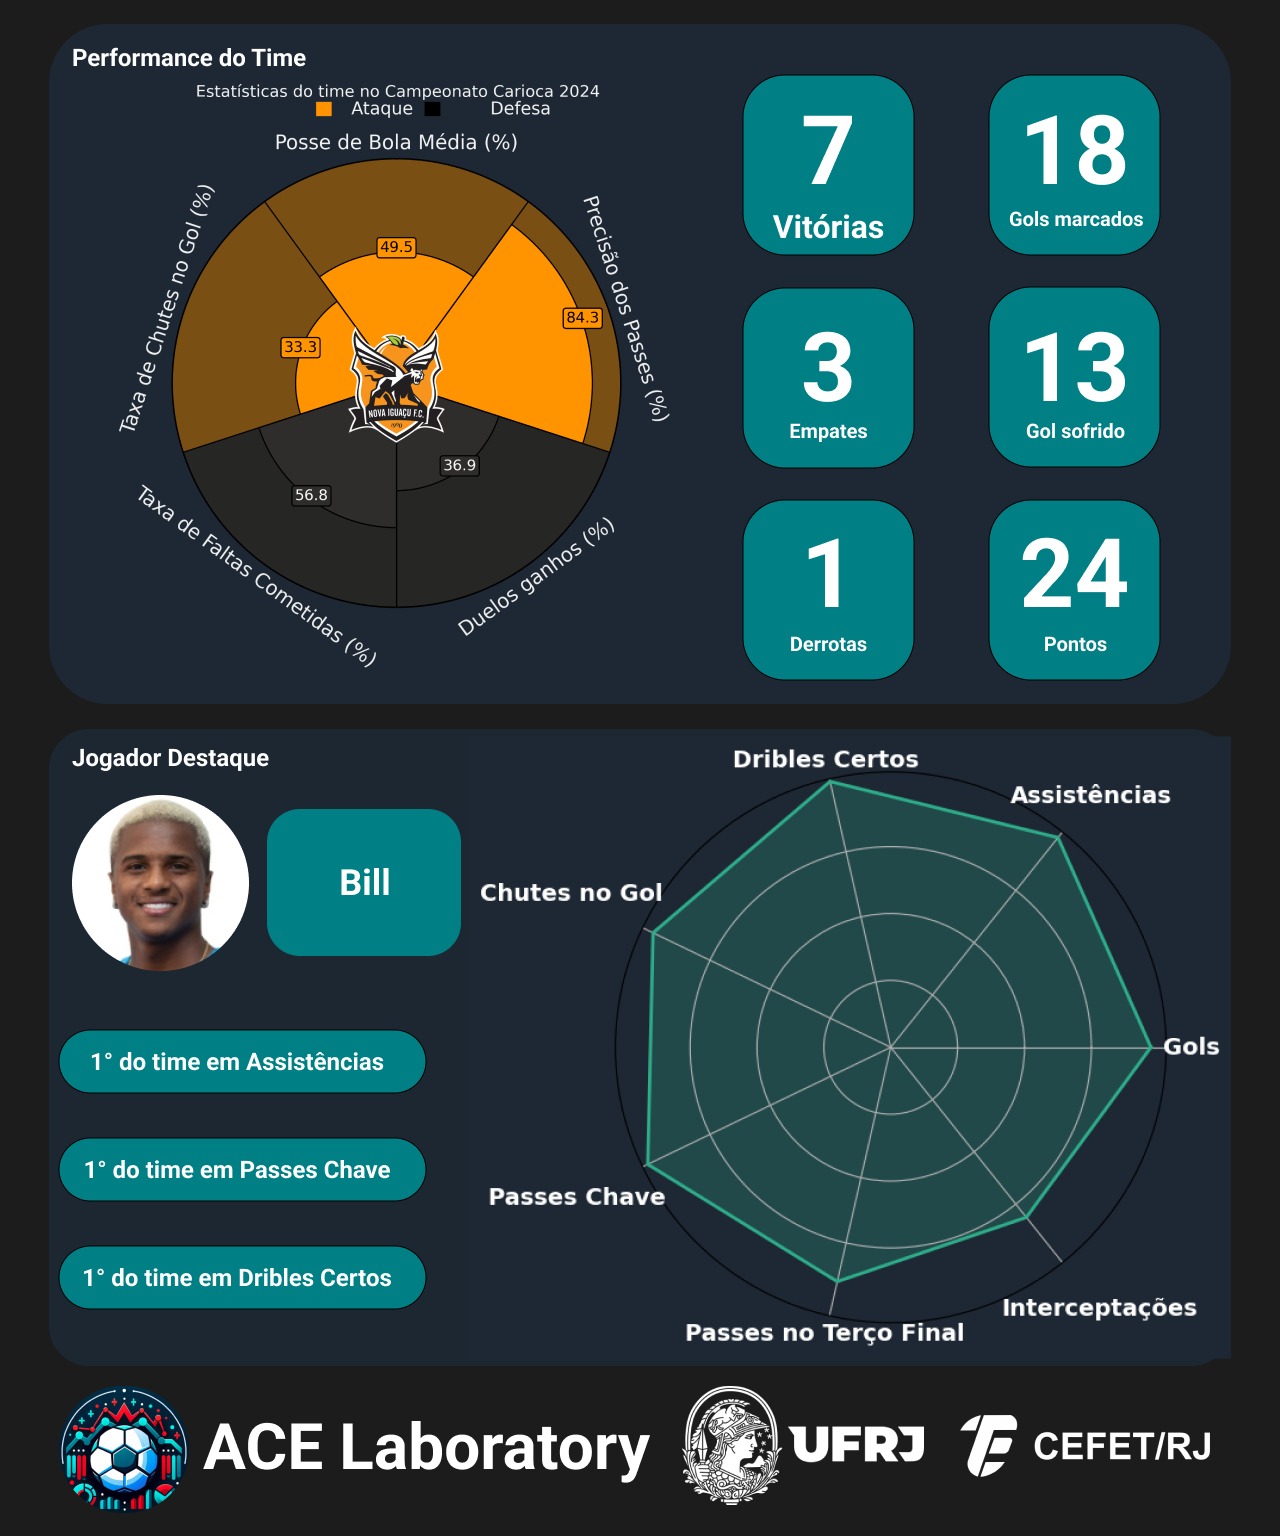 Performance do Time
Estatísticas do time no Campeonato Carioca 2024
Ataque Defesa
Posse de Bola Média (%)
Precisão dos Passes (%)
Taxa de Chutes no Gol (%)
49.5
84.3
33.3
NOVA IGUAÇU F.C.
36.9
56.8
Taxa de Faltas Cometidas (%)
Duelos ganhos (%)
7
Vitórias
18
Gols marcados
3
Empates
13
Gol sofrido
1
Derrotas
24
Pontos
Jogador Destaque
Bill
1° do time em Assistências
1° do time em Passes Chave
1° do time em Dribles Certos
Dribles Certos
Assistências
Chutes no Gol
Gols
Passes Chave
Interceptações
Passes no Terço Final
ACE Laboratory
UFRJ
CEFET/RJ